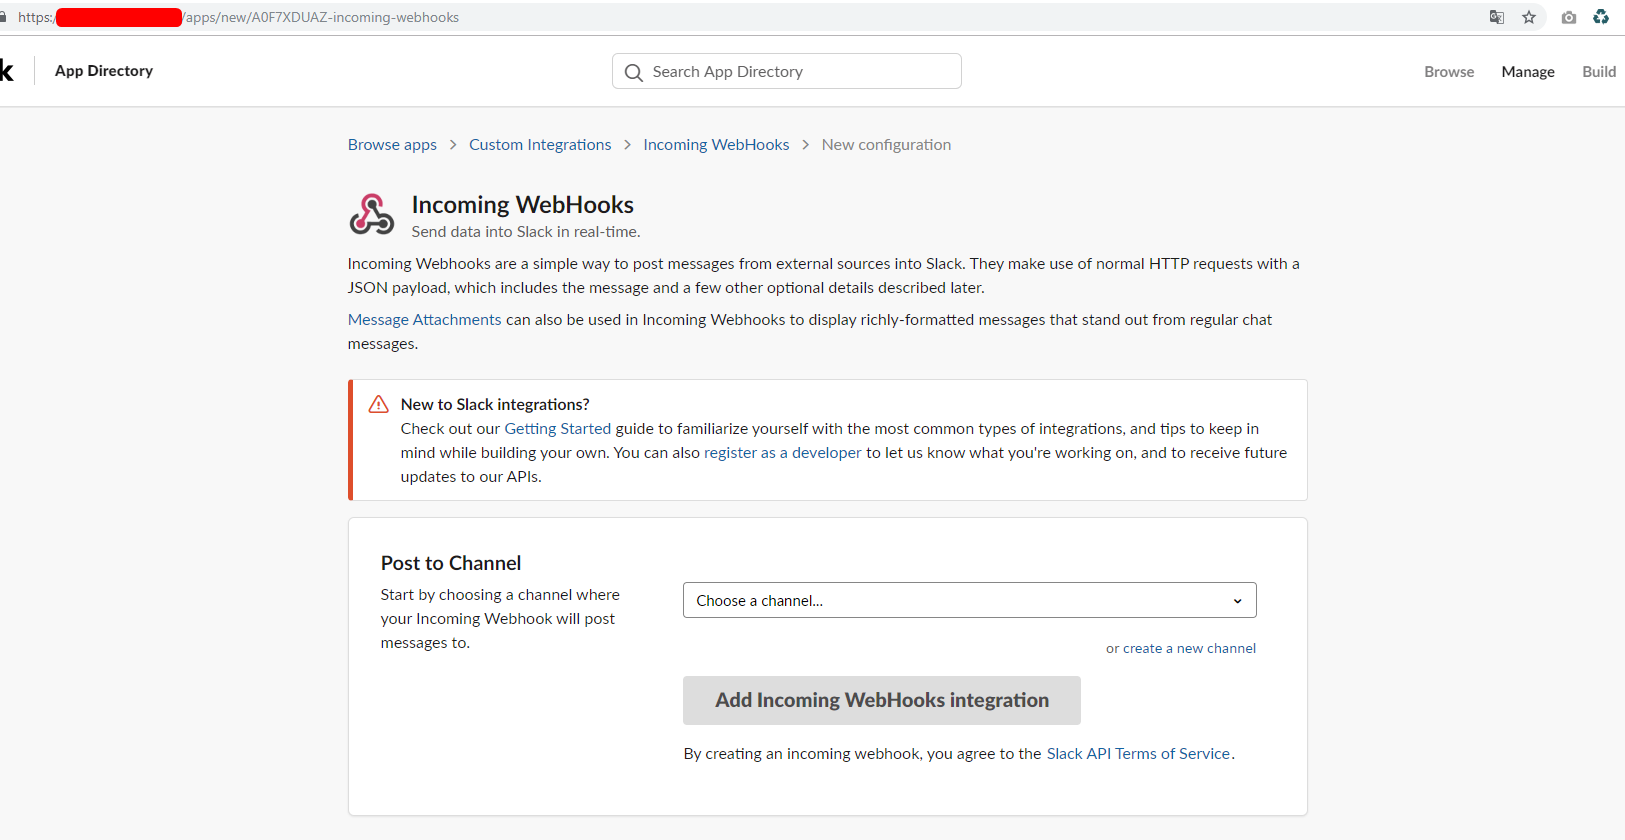 https:/ /apps/new/A0F7XDUAZ-incoming-webhooks
k App Directory Search App Directory Browse Manage Build
Browse apps > Custom Integrations > Incoming WebHooks > New configuration
Incoming WebHooks
Send data into Slack in real-time.
Incoming Webhooks are a simple way to post messages from external sources into Slack. They make use of normal HTTP requests with a
JSON payload, which includes the message and a few other optional details described later.
Message Attachments can also be used in Incoming Webhooks to display richly-formatted messages that stand out from regular chat
messages.
New to Slack integrations?
Check out our Getting Started guide to familiarize yourself with the most common types of integrations, and tips to keep in
mind while building your own. You can also register as a developer to let us know what you're working on, and to receive future
updates to our APIs.
Post to Channel
Start by choosing a channel where
your Incoming Webhook will post
messages to.
Choose a channel...
or create a new channel
Add Incoming WebHooks integration
By creating an incoming webhook, you agree to the Slack API Terms of Service.